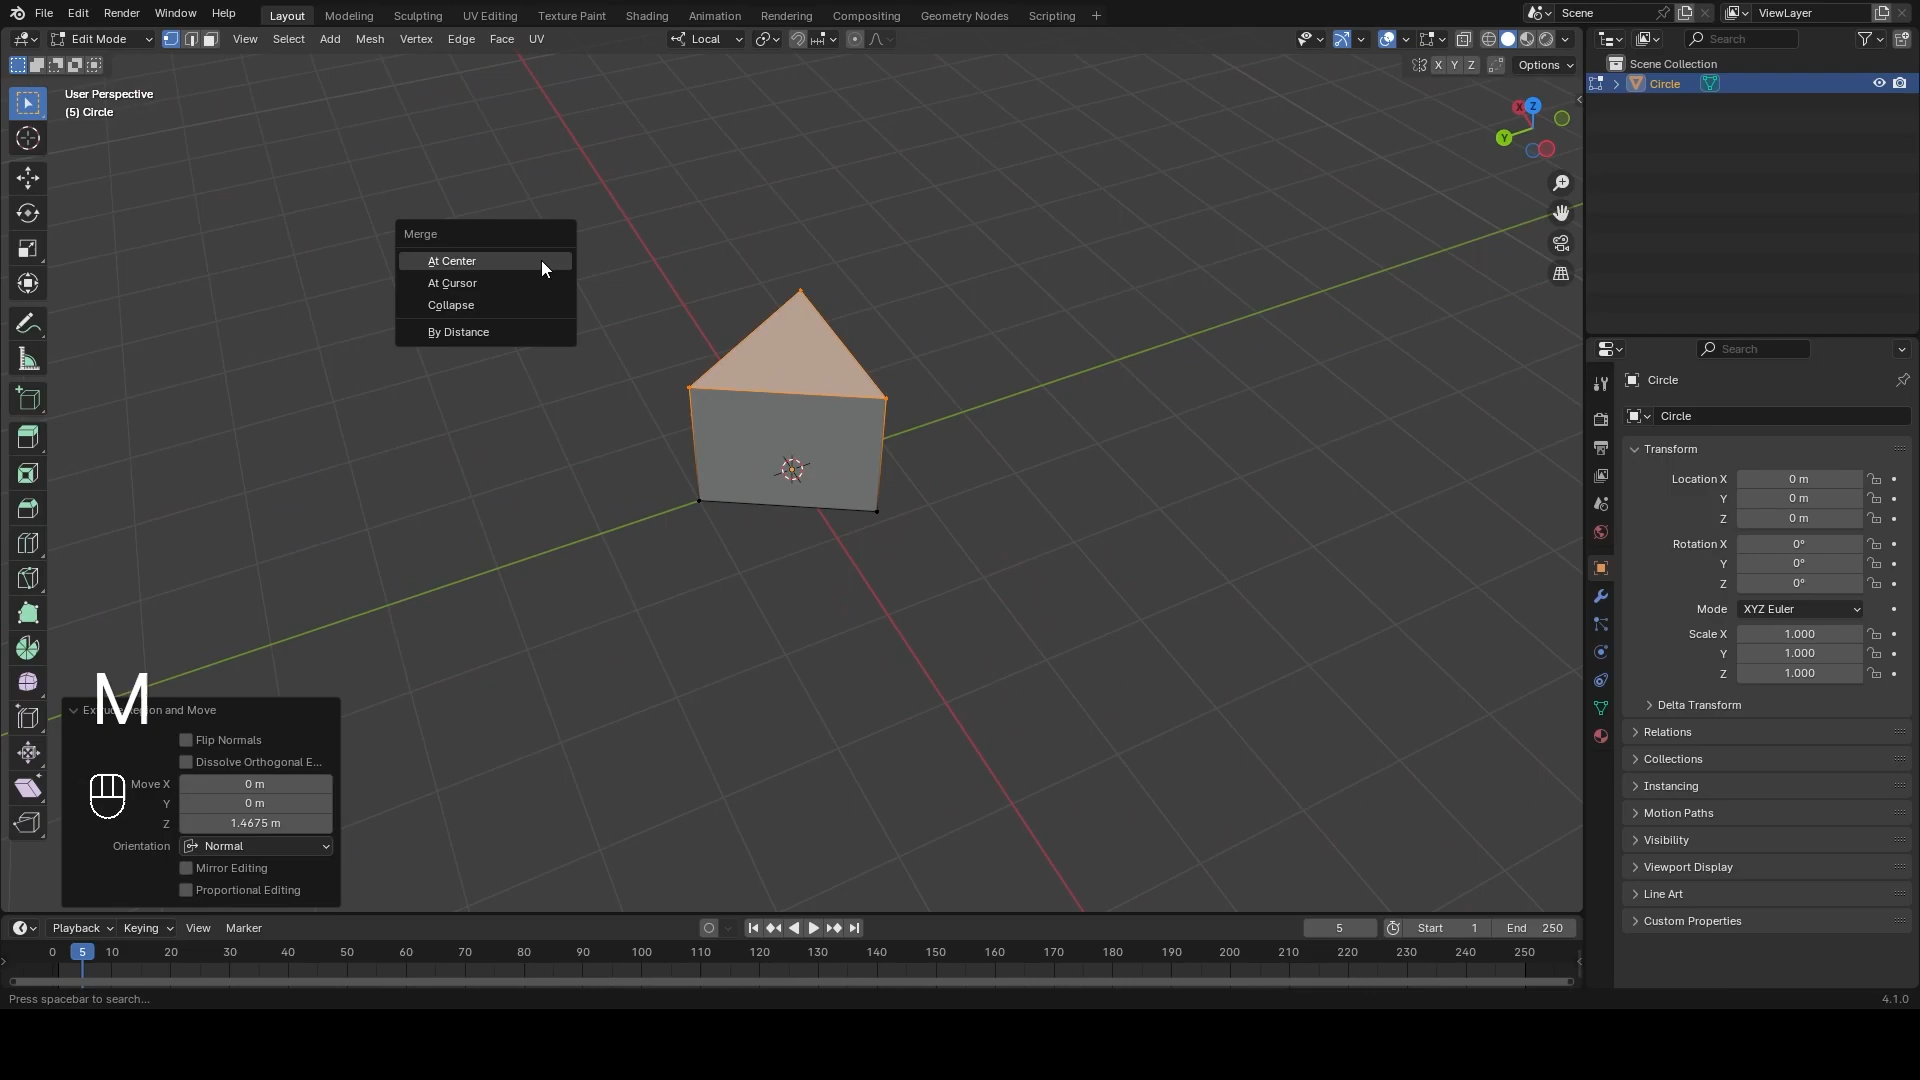 File Edit Render Window Help Layout Modeling Sculpting UV Editing Texture Paint Shading Animation Rendering Compositing Geometry Nodes Scripting + Scene ViewLayer
Edit Mode View Select Add Mesh Vertex Edge Face UV Local Search
X Y Z Options
Scene Collection
Circle
User Perspective
(5) Circle
X Z
Y
Merge
At Center
At Cursor
Collapse
By Distance
Search
Circle
Circle
Transform
Location X 0 m
Y 0 m
Z 0 m
Rotation X 0°
Y 0°
Z 0°
Mode XYZ Euler
Scale X 1.000
Y 1.000
Z 1.000
Delta Transform
Relations
Collections
Instancing
Motion Paths
Visibility
Viewport Display
Line Art
Custom Properties
M
and Move
Flip Normals
Dissolve Orthogonal E...
Move X 0 m
Y 0 m
Z 1.4675 m
Orientation Normal
Mirror Editing
Proportional Editing
Playback Keying View Marker 5 Start 1 End 250
0 5 10 20 30 40 50 60 70 80 90 100 110 120 130 140 150 160 170 180 190 200 210 220 230 240 250
Press spacebar to search... 4.1.0